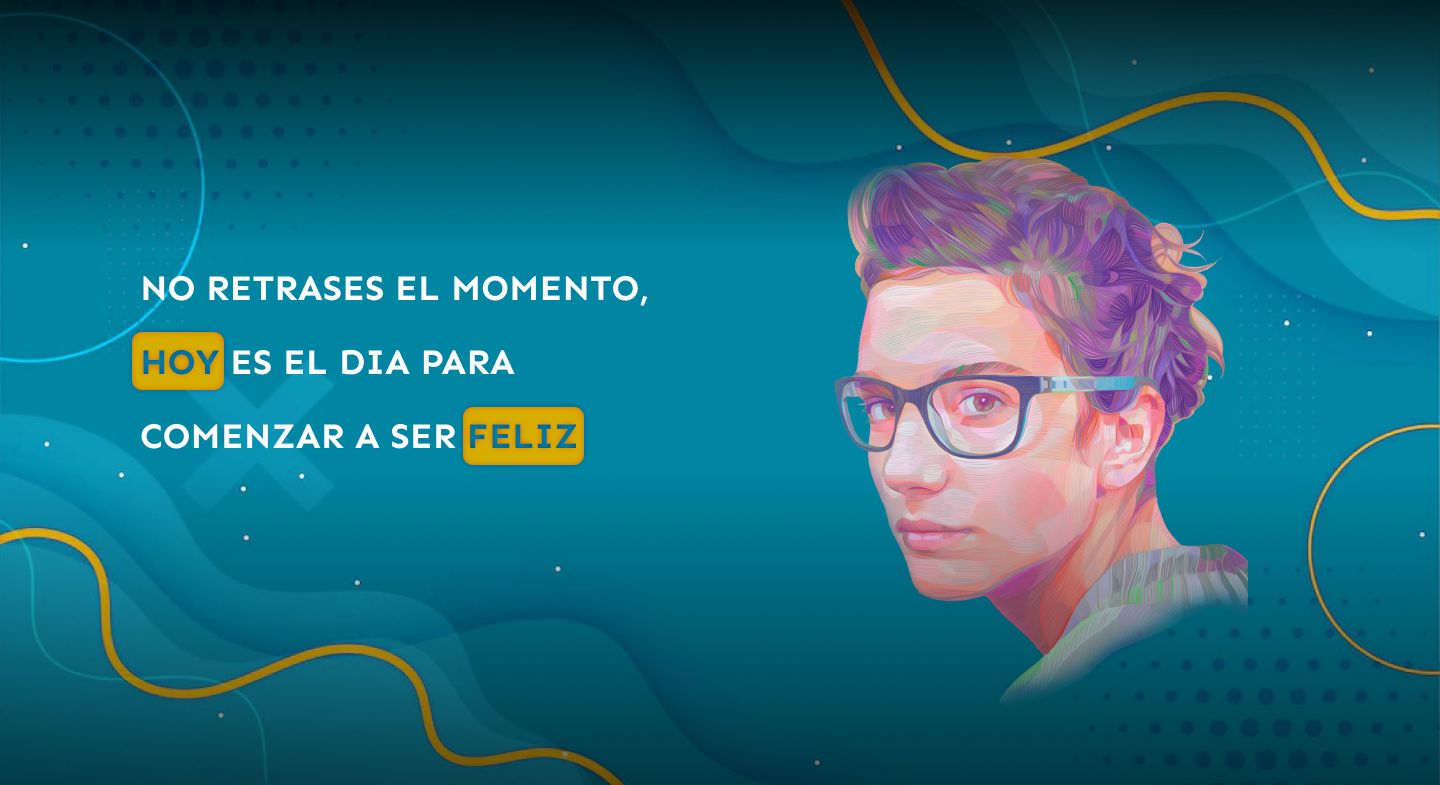 NO RETRASES EL MOMENTO,
HOY ES EL DIA PARA
COMENZAR A SER FELIZ